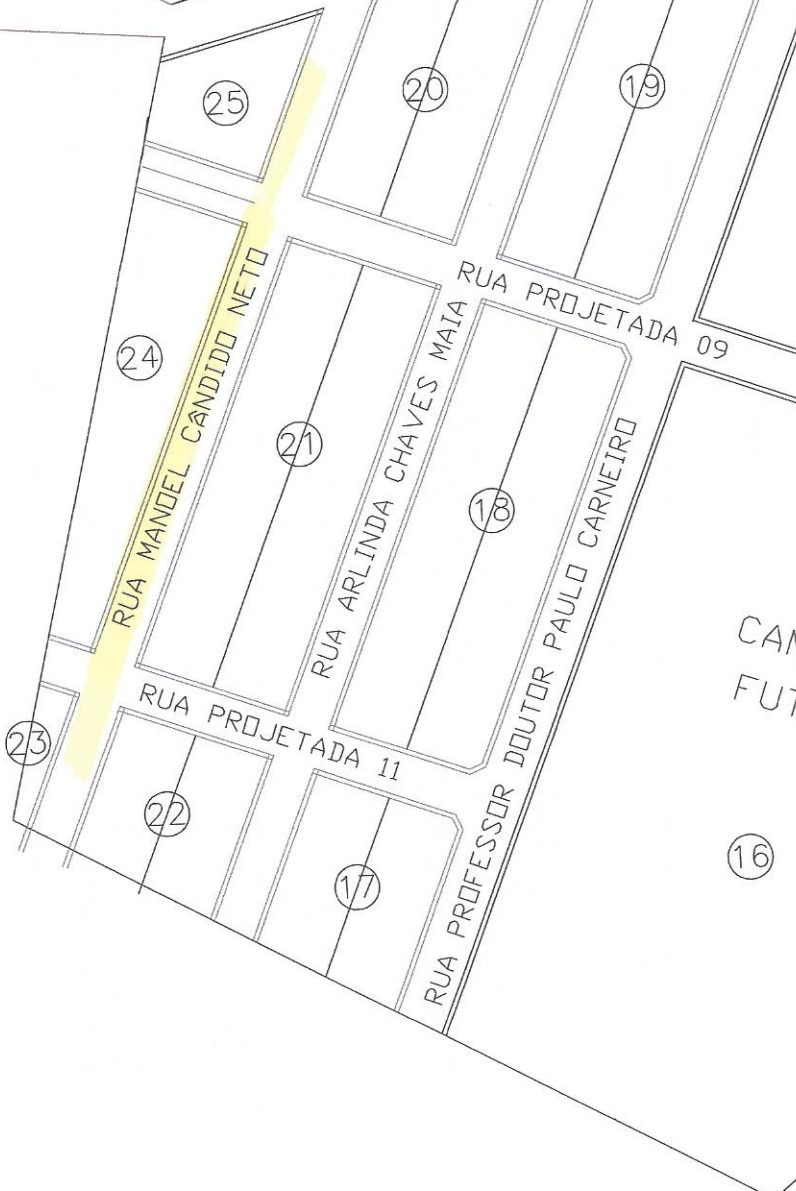 25
20
19
RUA PROJETADA 09
24
RUA MANOEL CÂNDIDO NETO
21
RUA ARLINDA CHAVES MAIA
18
RUA PROFESSOR DOUTOR PAULO CARNEIRO
CAM
FUT
RUA PROJETADA 11
23
22
17
16